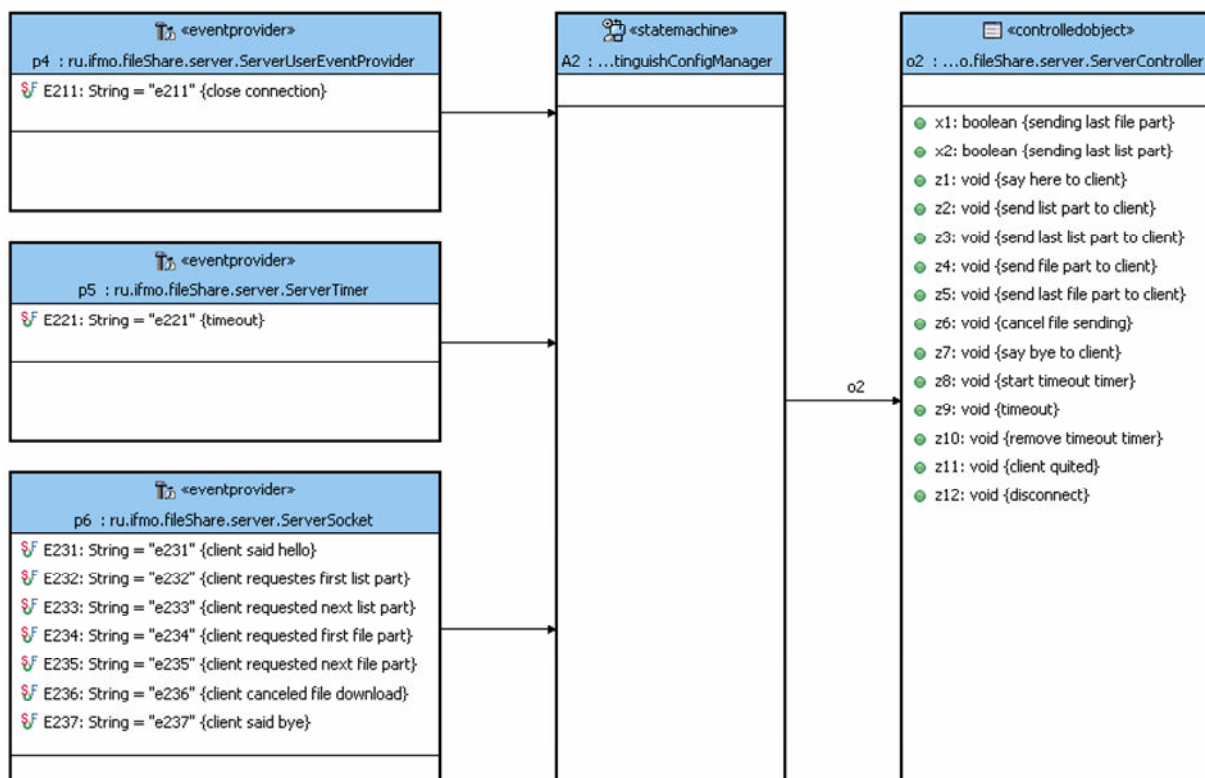 «eventprovider»
p4 : ru.ifmo.fileShare.server.ServerUserEventProvider
E211: String = "e211" {close connection}
«eventprovider»
p5 : ru.ifmo.fileShare.server.ServerTimer
E221: String = "e221" {timeout}
«eventprovider»
p6 : ru.ifmo.fileShare.server.ServerSocket
E231: String = "e231" {client said hello}
E232: String = "e232" {client requestes first list part}
E233: String = "e233" {client requested next list part}
E234: String = "e234" {client requested first file part}
E235: String = "e235" {client requested next file part}
E236: String = "e236" {client canceled file download}
E237: String = "e237" {client said bye}
«statemachine»
A2 : ...tinguishConfigManager
o2
«controlledobject»
o2 : ...o.fileShare.server.ServerController
x1: boolean {sending last file part}
x2: boolean {sending last list part}
z1: void {say here to client}
z2: void {send list part to client}
z3: void {send last list part to client}
z4: void {send file part to client}
z5: void {send last file part to client}
z6: void {cancel file sending}
z7: void {say bye to client}
z8: void {start timeout timer}
z9: void {timeout}
z10: void {remove timeout timer}
z11: void {client quited}
z12: void {disconnect}